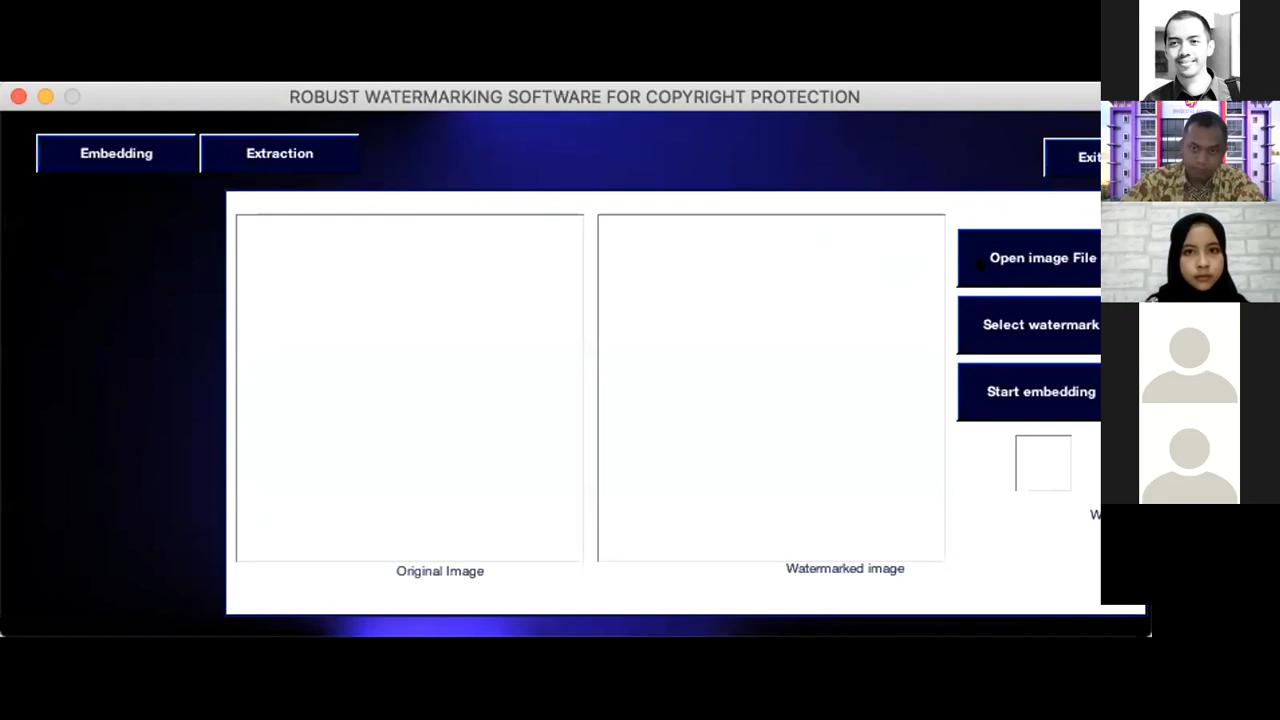 ROBUST WATERMARKING SOFTWARE FOR COPYRIGHT PROTECTION
Embedding
Extraction
Exit
Open image File
Select watermark
Start embedding
W
Original Image
Watermarked image